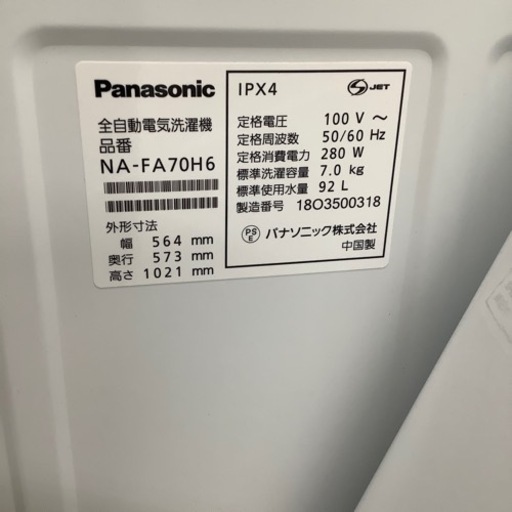 Panasonic
全自動電気洗濯機
品番
NA-FA70H6
外形寸法
幅 564 mm
奥行 573 mm
高さ 1021 mm
IPX4
S JET
定格電圧 100 V ～
定格周波数 50/60 Hz
定格消費電力 280 W
標準洗濯容量 7.0 kg
標準使用水量 92 L
製造番号 18O3500318
PSE パナソニック株式会社
中国製